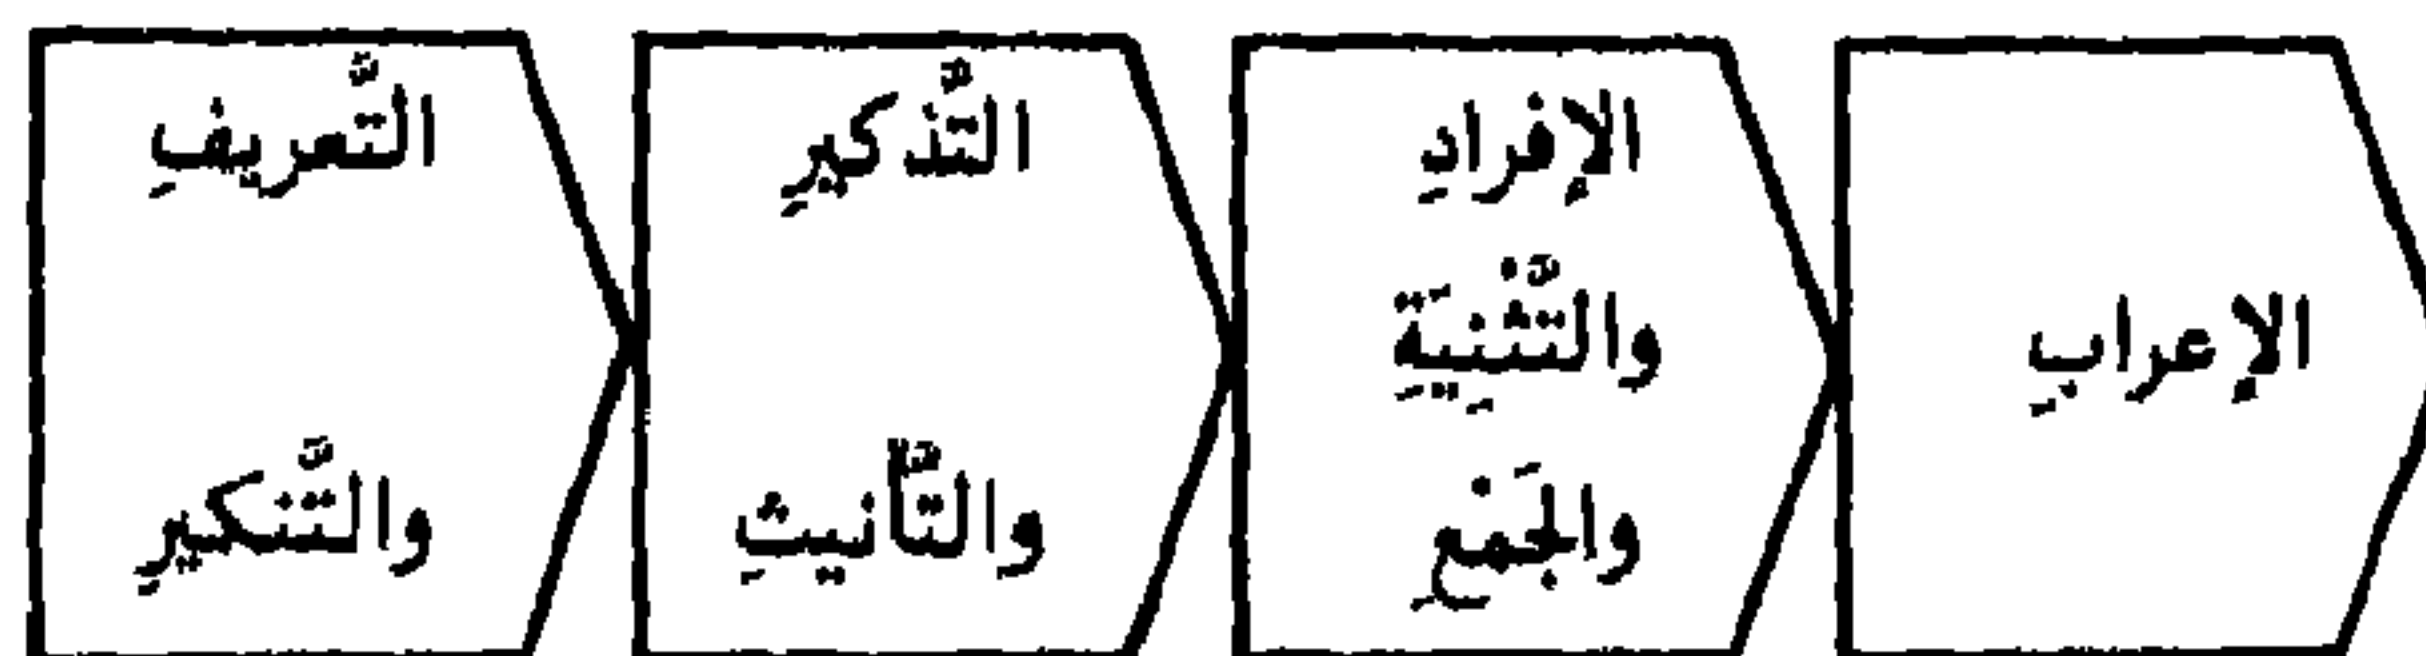 الإعرابِ
الإفرادِ
والتَّثْنِيَةِ
والجَمْعِ
التَّذكيرِ
والتَّأنيثِ
التَّعريفِ
والتَّنكيرِ